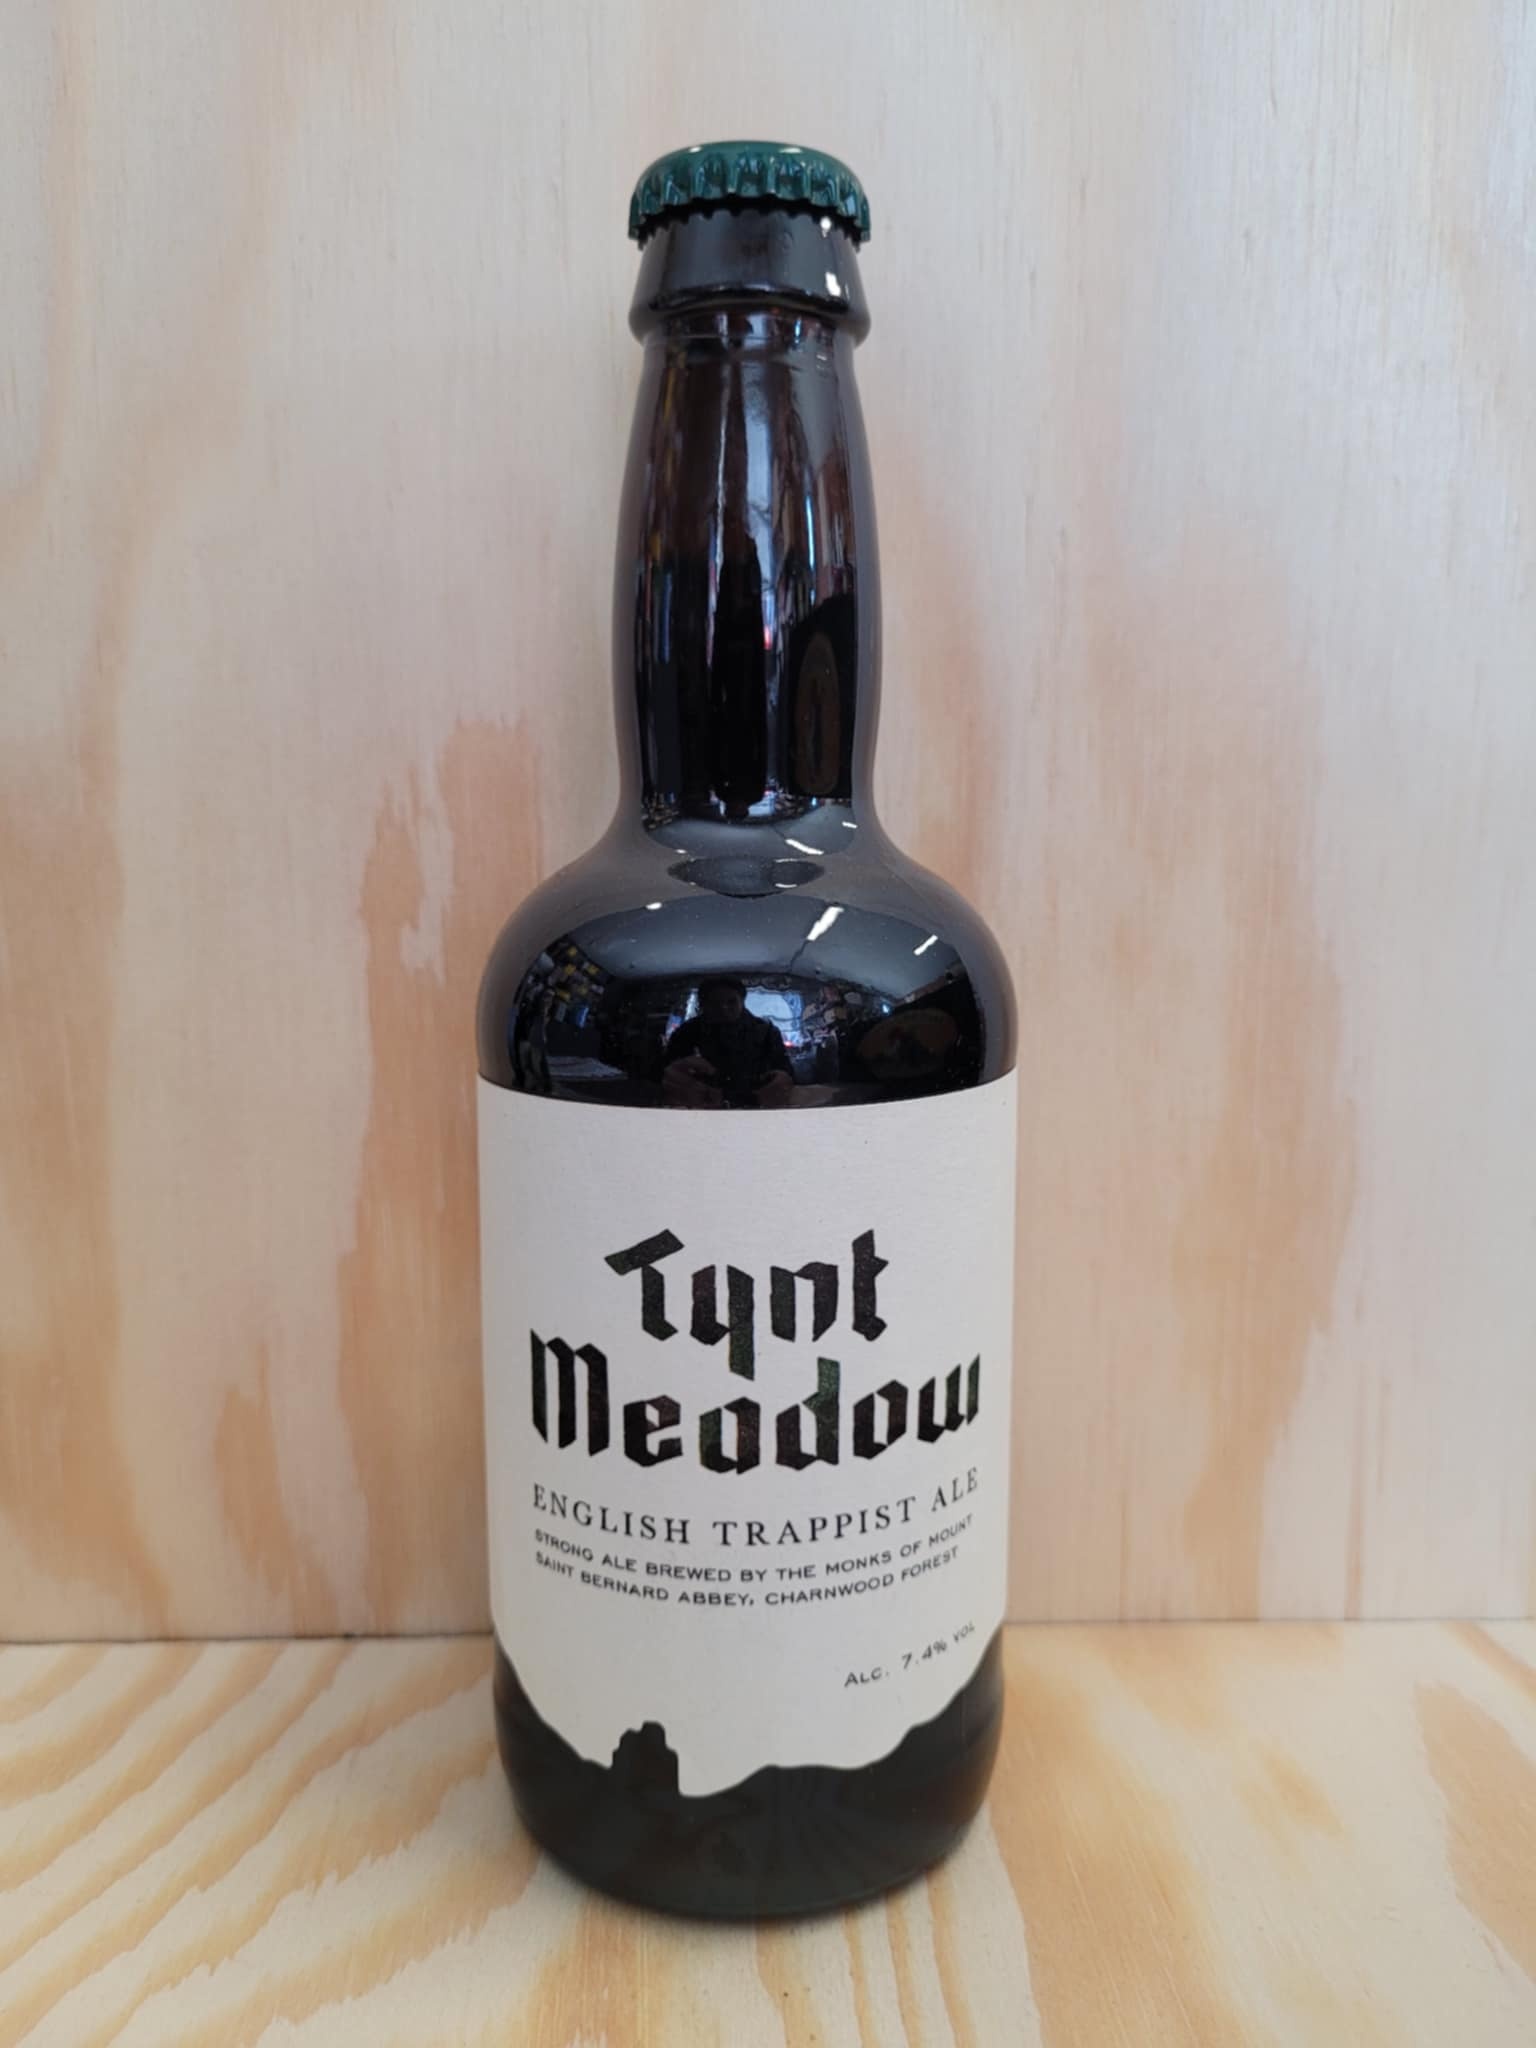 Tynt
Meadow
ENGLISH TRAPPIST ALE
STRONG ALE BREWED BY THE MONKS OF MOUNT
SAINT BERNARD ABBEY, CHARNWOOD FOREST
ALC. 7.4% VOL